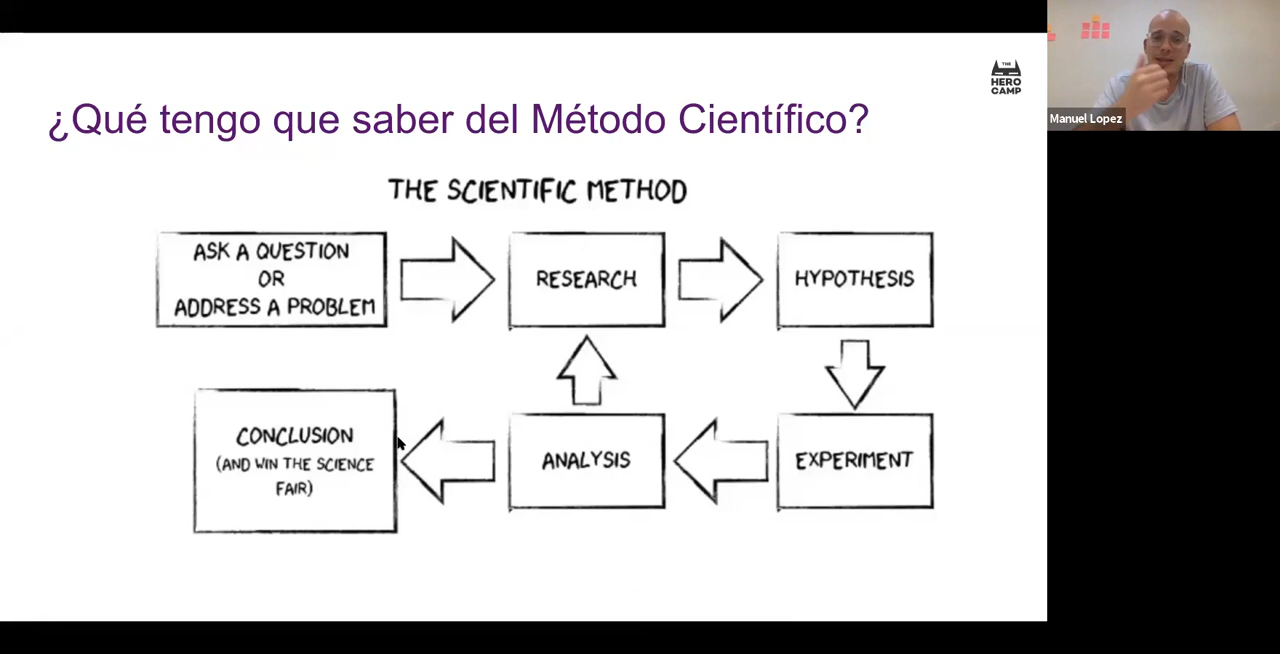 THE
HERO
CAMP
Manuel Lopez
¿Qué tengo que saber del Método Científico?
THE SCIENTIFIC METHOD
ASK A QUESTION
OR
ADDRESS A PROBLEM
RESEARCH
HYPOTHESIS
CONCLUSION
(AND WIN THE SCIENCE
FAIR)
ANALYSIS
EXPERIMENT